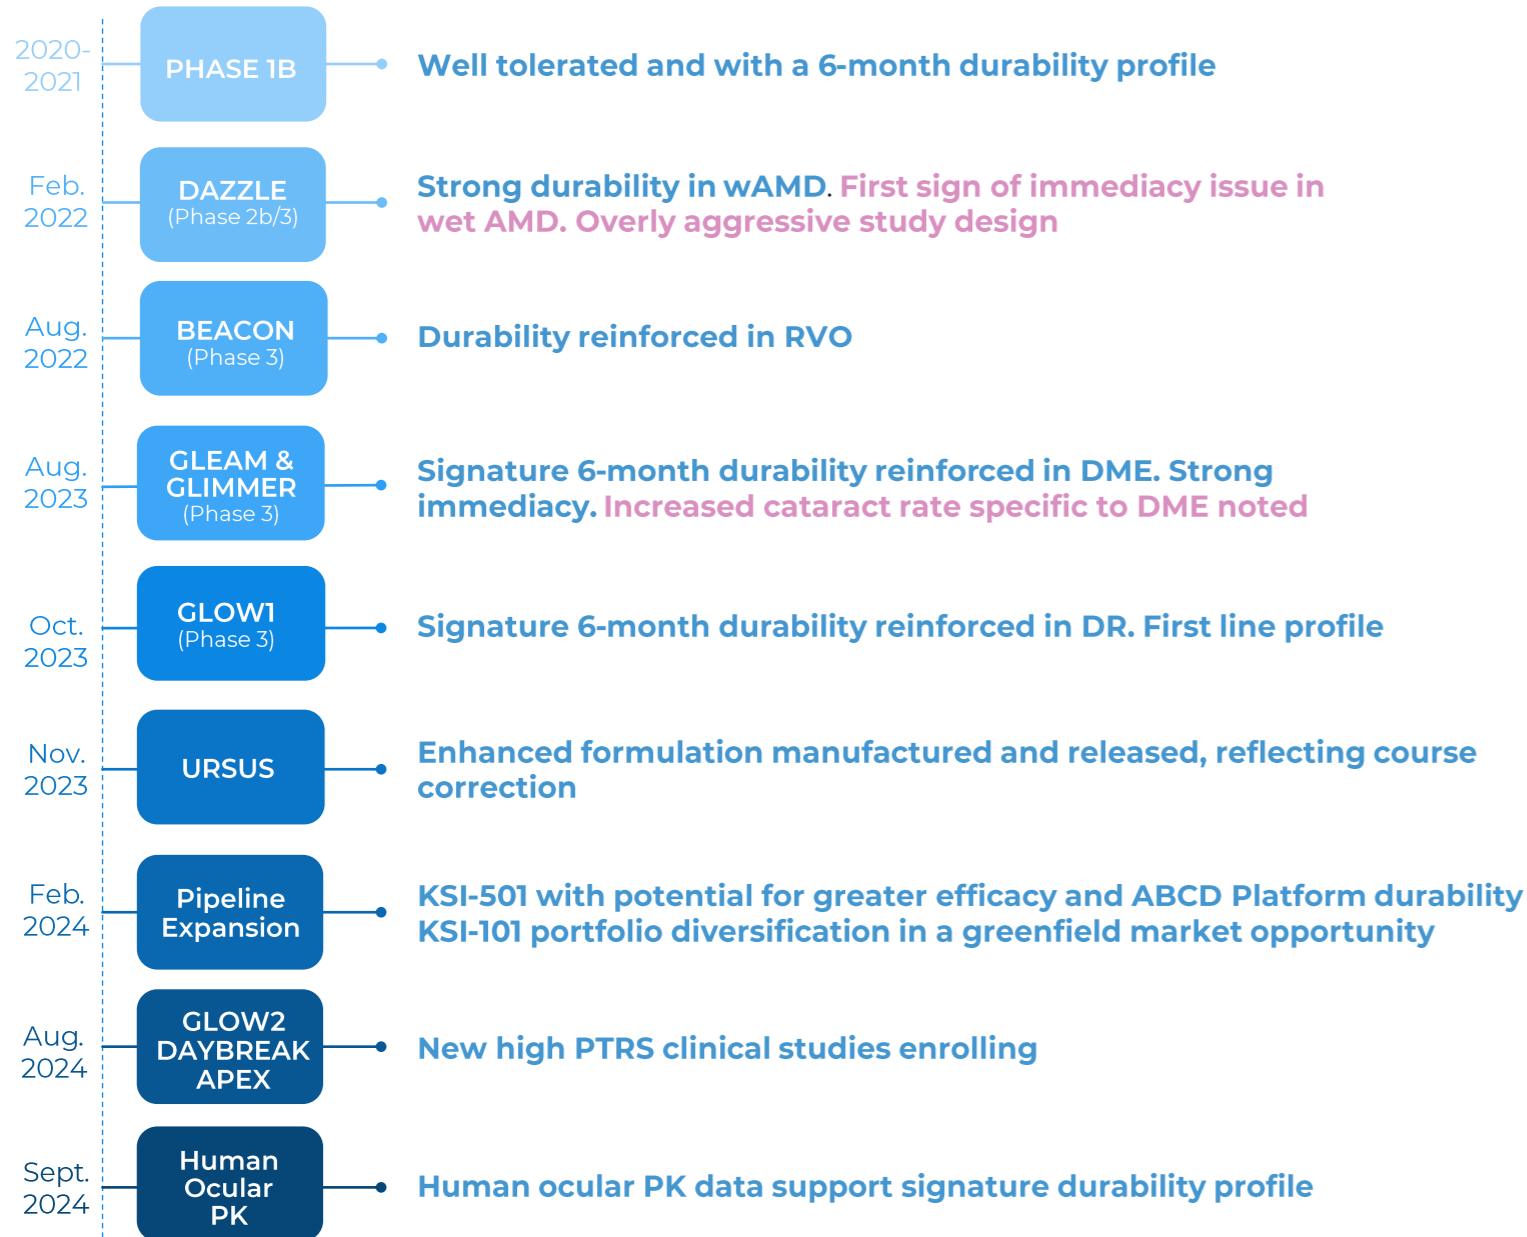 2020-
2021
PHASE 1B
Well tolerated and with a 6-month durability profile
Feb.
2022
DAZZLE
(Phase 2b/3)
Strong durability in wAMD. First sign of immediacy issue in
wet AMD. Overly aggressive study design
Aug.
2022
BEACON
(Phase 3)
Durability reinforced in RVO
Aug.
2023
GLEAM &
GLIMMER
(Phase 3)
Signature 6-month durability reinforced in DME. Strong
immediacy. Increased cataract rate specific to DME noted
Oct.
2023
GLOW1
(Phase 3)
Signature 6-month durability reinforced in DR. First line profile
Nov.
2023
URSUS
Enhanced formulation manufactured and released, reflecting course
correction
Feb.
2024
Pipeline
Expansion
KSI-501 with potential for greater efficacy and ABCD Platform durability
KSI-101 portfolio diversification in a greenfield market opportunity
Aug.
2024
GLOW2
DAYBREAK
APEX
New high PTRS clinical studies enrolling
Sept.
2024
Human
Ocular
PK
Human ocular PK data support signature durability profile